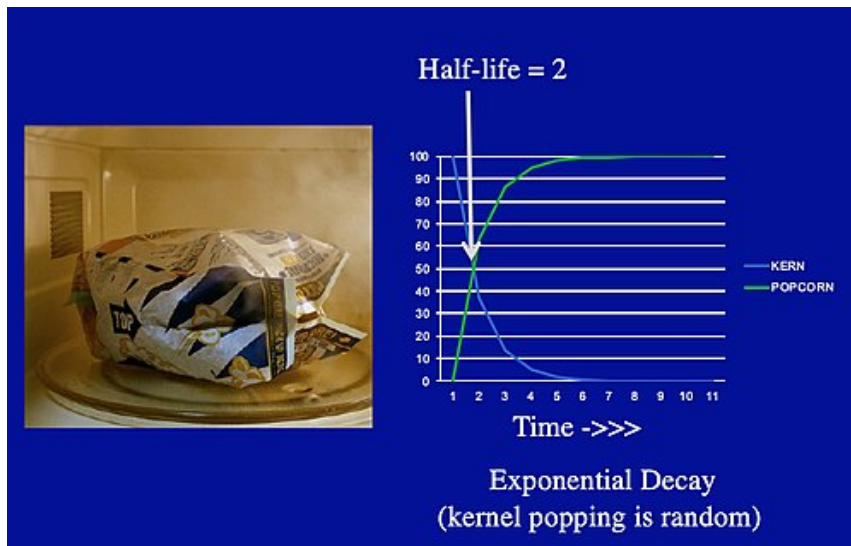 Half-life = 2
100
90
80
70
60
50
40
30
20
10
0
KERN
POPCORN
1 2 3 4 5 6 7 8 9 10 11
Time ->>>
Exponential Decay
(kernel popping is random)
TOP